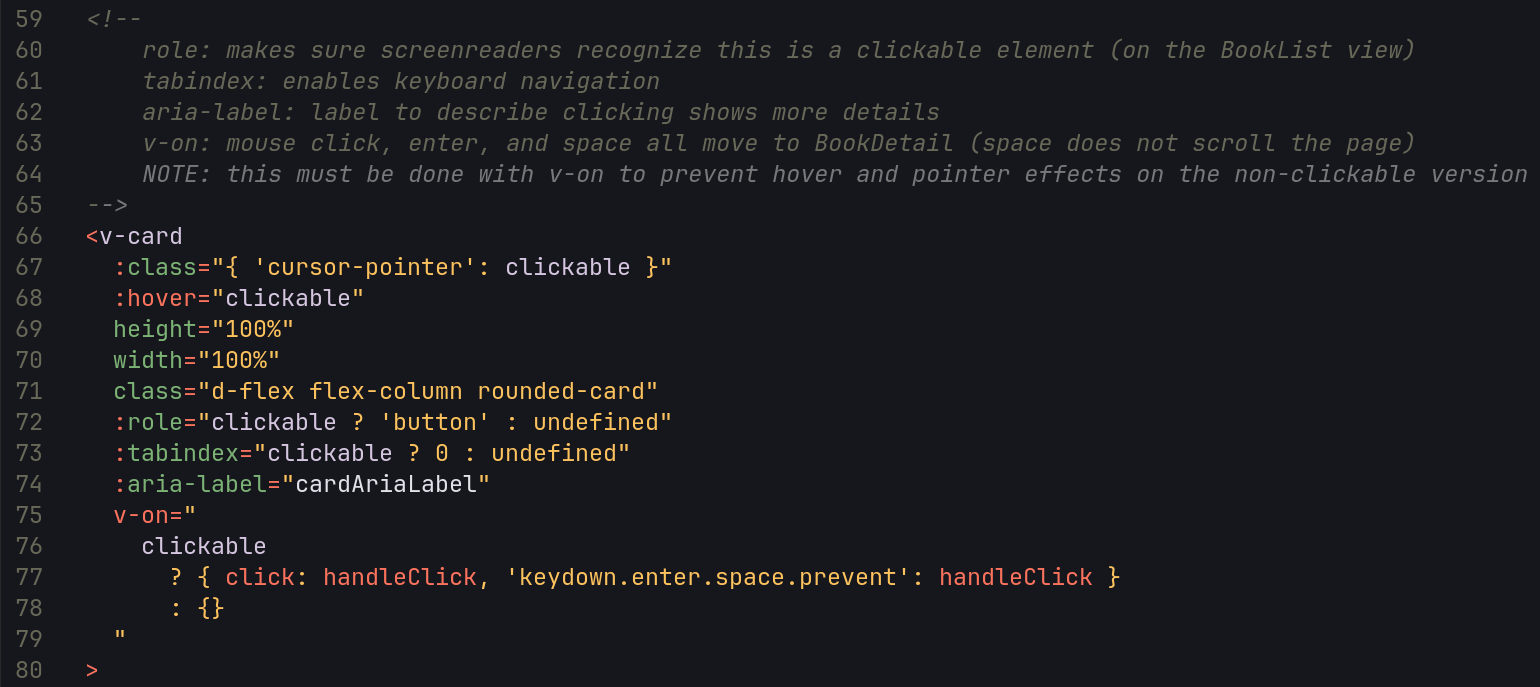 59 <!--
60 role: makes sure screenreaders recognize this is a clickable element (on the BookList view)
61 tabindex: enables keyboard navigation
62 aria-label: label to describe clicking shows more details
63 v-on: mouse click, enter, and space all move to BookDetail (space does not scroll the page)
64 NOTE: this must be done with v-on to prevent hover and pointer effects on the non-clickable version
65 -->
66 <v-card
67 :class="{ 'cursor-pointer': clickable }"
68 :hover="clickable"
69 height="100%"
70 width="100%"
71 class="d-flex flex-column rounded-card"
72 :role="clickable ? 'button' : undefined"
73 :tabindex="clickable ? 0 : undefined"
74 :aria-label="cardAriaLabel"
75 v-on="
76 clickable
77 ? { click: handleClick, 'keydown.enter.space.prevent': handleClick }
78 : {}
79 "
80 >